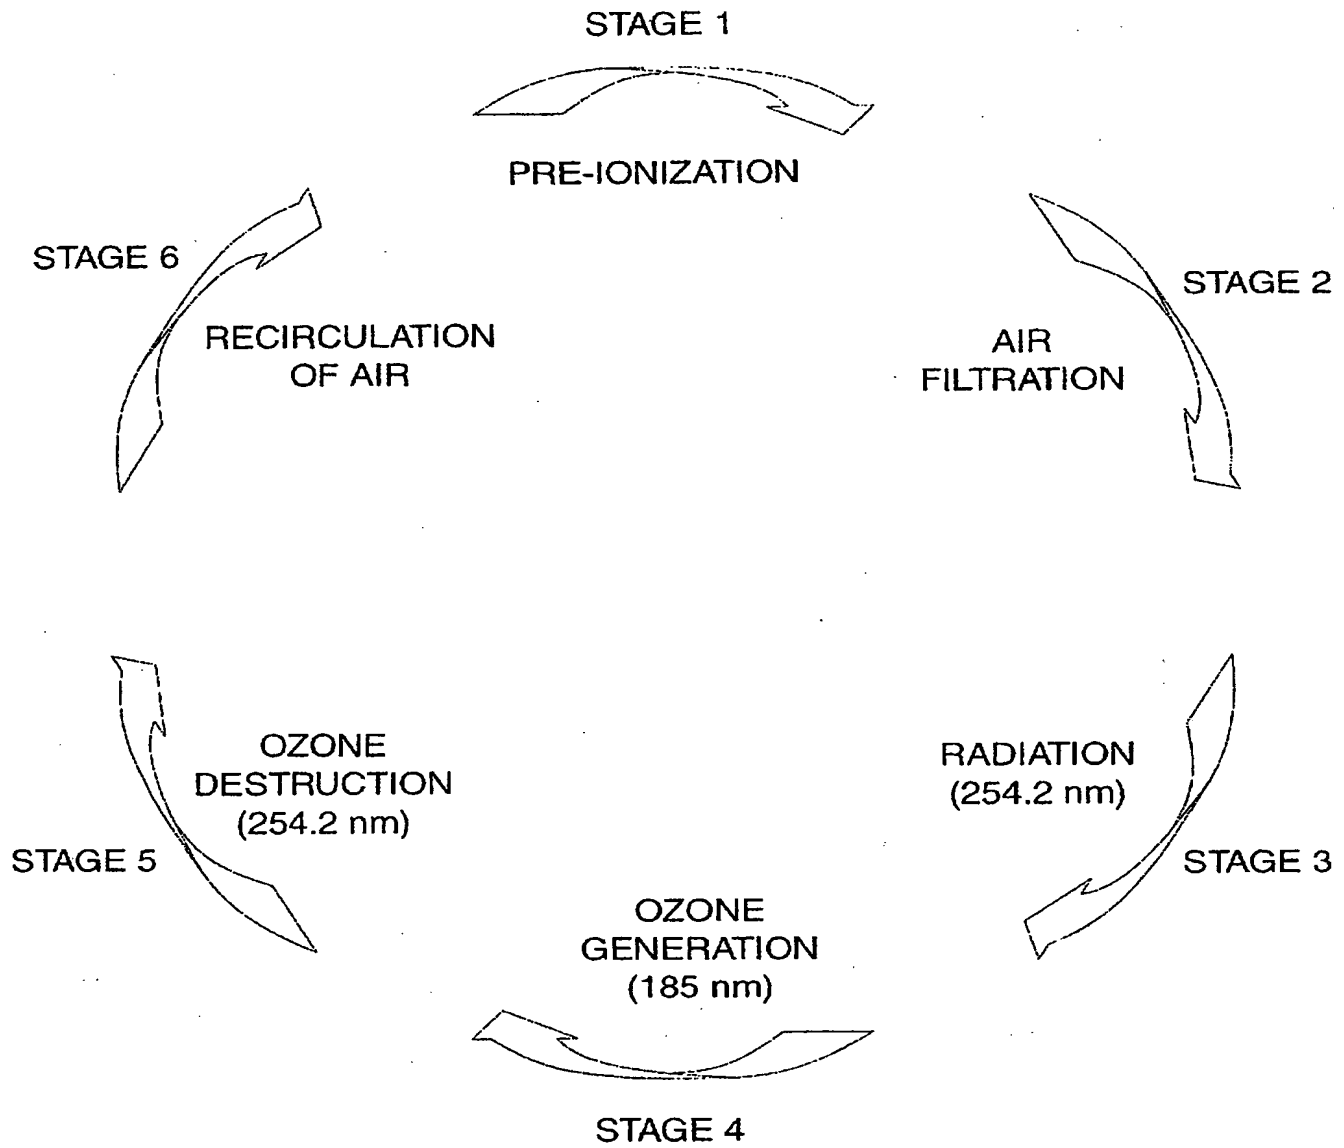 STAGE 1
PRE-IONIZATION
STAGE 2
AIR
FILTRATION
RADIATION
(254.2 nm)
STAGE 3
OZONE
GENERATION
(185 nm)
STAGE 4
OZONE
DESTRUCTION
(254.2 nm)
STAGE 5
STAGE 6
RECIRCULATION
OF AIR